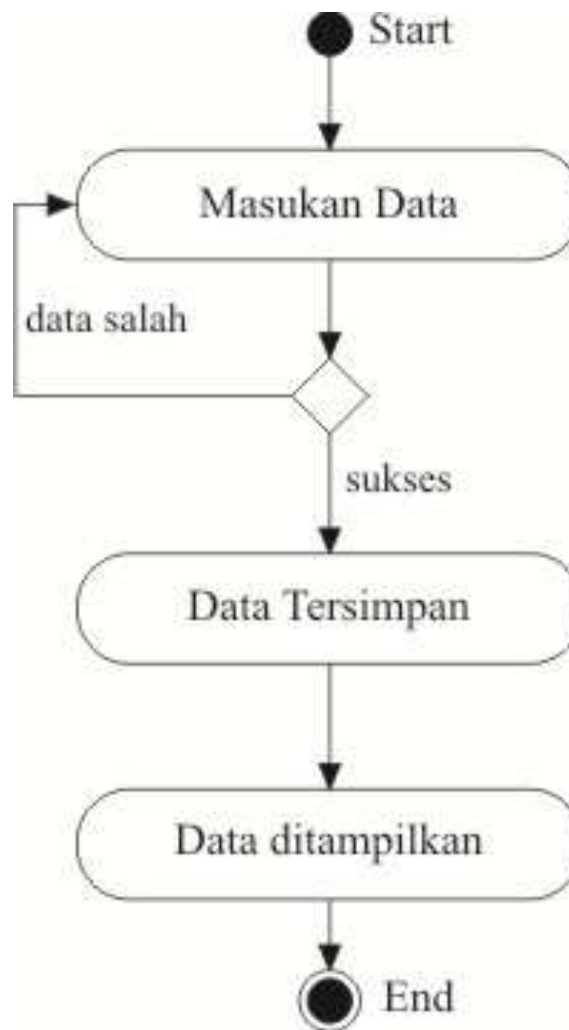 Start
Masukan Data
data salah
sukses
Data Tersimpan
Data ditampilkan
End